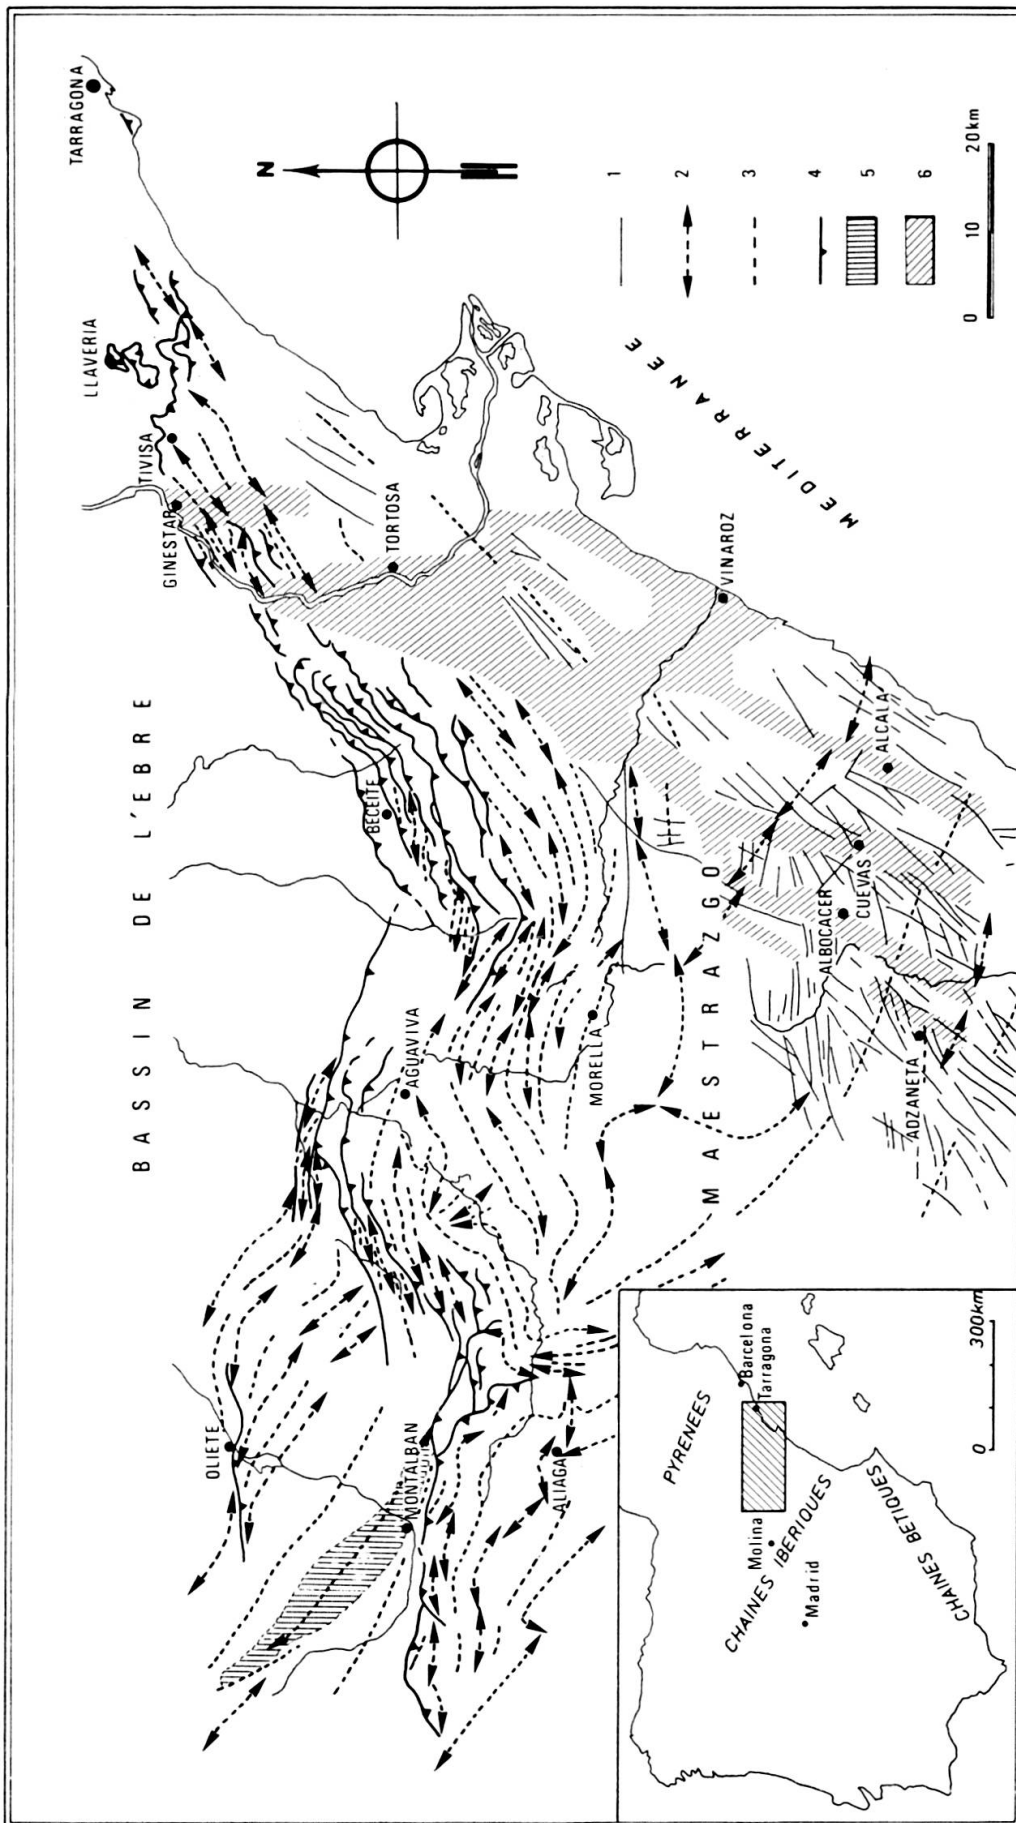 BASSIN DE L'EBRE
TARRAGONA
LLAVERIA
TIVISA
GINESTAR
TORTOSA
BECEITE
AGUAVIVA
OLIETE
MONTALBAN
ALIAGA
MORELLA
VINAROZ
MAESTRAZGO
ALBOCACER
CUEVAS
ALCALA
ADZANETA
MEDITERRANEE
N
1
2
3
4
5
6
0 10 20 km
PYRENEES
Barcelona
Tarragona
Molina
CHAINES IBERIQUES
Madrid
CHAINES BETIQUES
0 300km